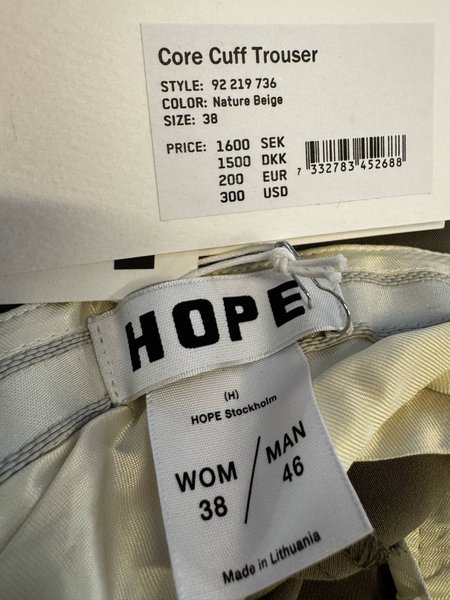 Core Cuff Trouser
STYLE: 92 219 736
COLOR: Nature Beige
SIZE: 38
PRICE: 1600 SEK
1500 DKK
200 EUR
300 USD
7 332783 452688
HOPE
(H)
HOPE Stockholm
WOM / MAN
38 46
Made in Lithuania